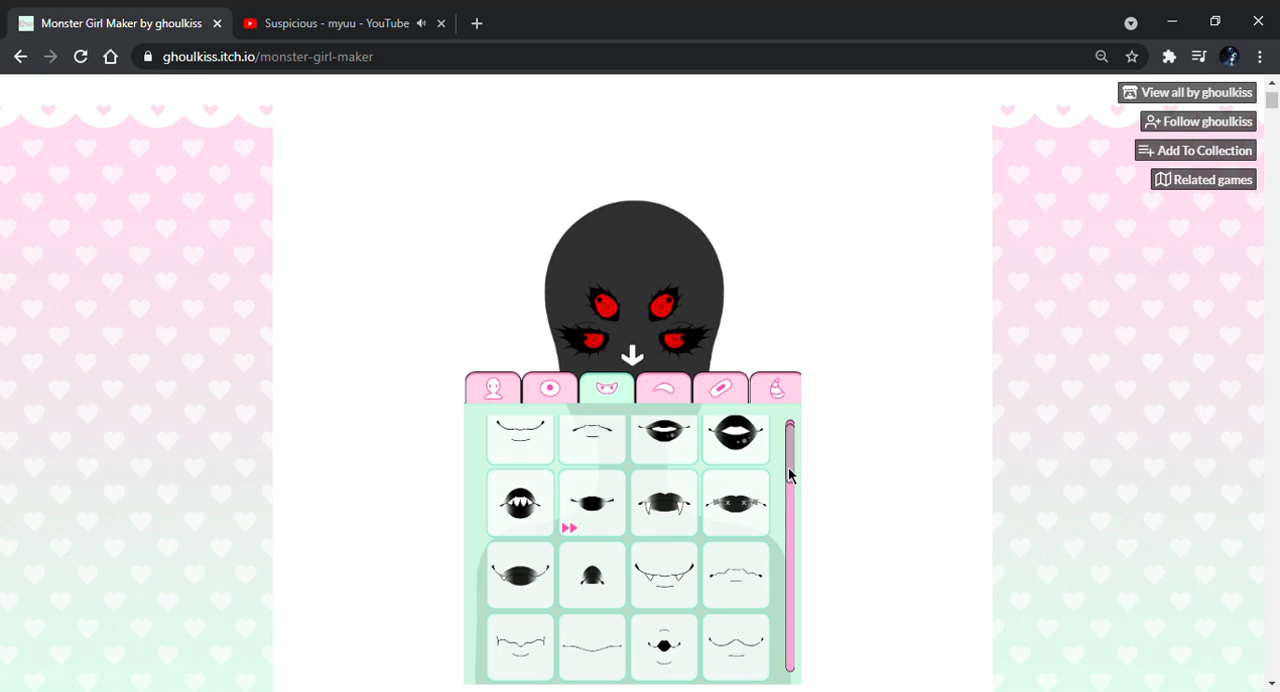 Monster Girl Maker by ghoulkiss
Suspicious - myuu - YouTube
ghoulkiss.itch.io/monster-girl-maker
View all by ghoulkiss
Follow ghoulkiss
Add To Collection
Related games